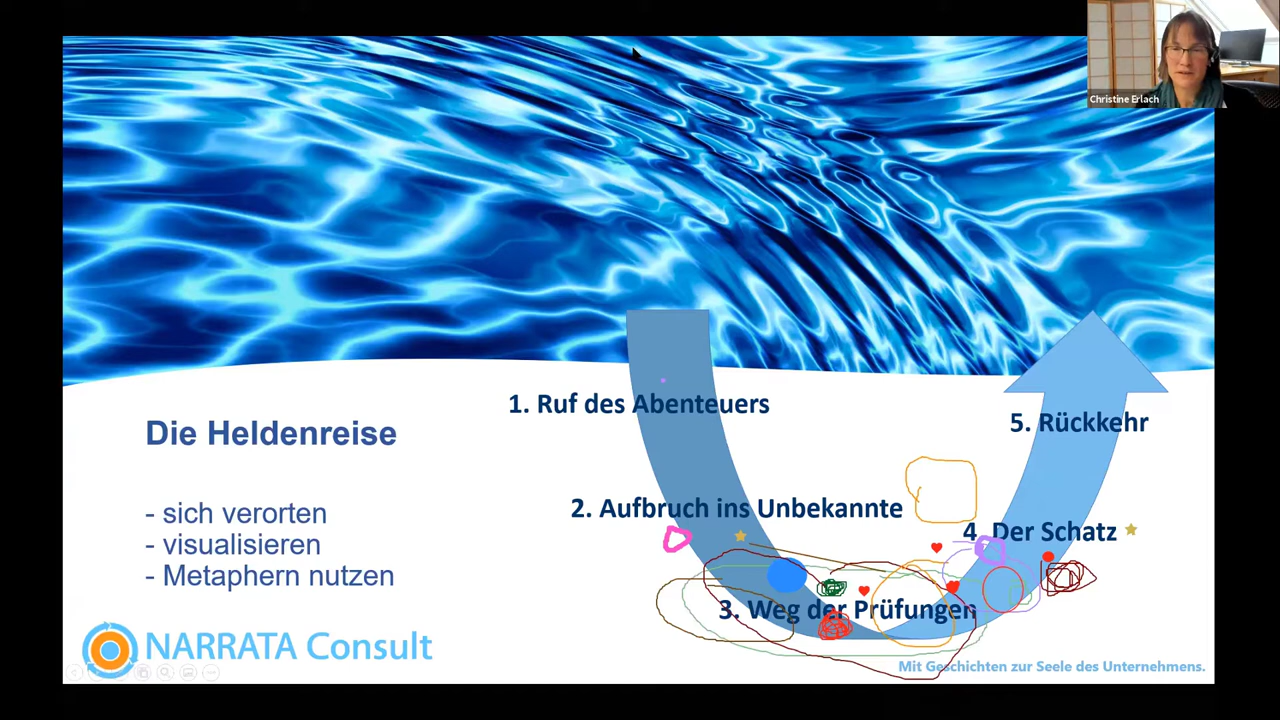 Christine Erlach
1. Ruf des Abenteuers
5. Rückkehr
Die Heldenreise
2. Aufbruch ins Unbekannte
- sich verorten
4. Der Schatz
- visualisieren
- Metaphern nutzen
3. Weg der Prüfungen
NARRATA Consult
Mit Geschichten zur Seele des Unternehmens.